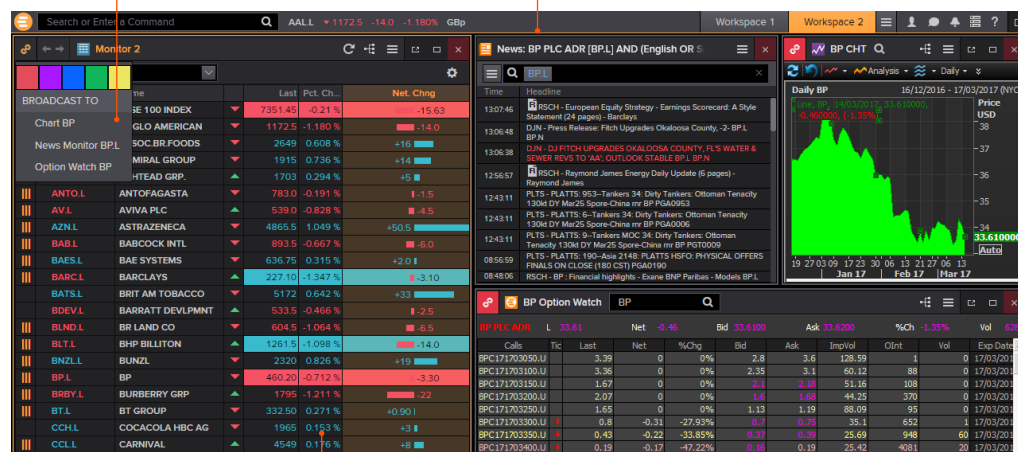 Search or Enter a Command AAL.L 1172.5 -14.0 -1.180% GBp Workspace 1 Workspace 2 ?
Monitor 2
BROADCAST TO
Chart BP
News Monitor BP.L
Option Watch BP
Last Pct. Ch... Net. Chng
100 INDEX 7351.45 -0.21 % -15.63
AMERICAN 1172.5 -1.180 % -14.0
SOC.BR.FOODS 2649 0.608 % +16
MIRAL GROUP 1915 0.736 % +14
HTEAD GRP. 1703 0.294 % +5
ANTO.L ANTOFAGASTA 783.0 -0.191 % -1.5
AV.L AVIVA PLC 539.0 -0.828 % -4.5
AZN.L ASTRAZENECA 4865.5 1.049 % +50.5
BAB.L BABCOCK INTL 893.5 -0.667 % -6.0
BAES.L BAE SYSTEMS 636.75 0.315 % +2.0
BARC.L BARCLAYS 227.10 -1.347 % -3.10
BATS.L BRIT AM TOBACCO 5172 0.642 % +33
BDEV.L BARRATT DEVLPMNT 533.5 -0.466 % -2.5
BLND.L BR LAND CO 604.5 -1.064 % -6.5
BLT.L BHP BILLITON 1261.5 -1.098 % -14.0
BNZL.L BUNZL 2320 0.826 % +19
BP.L BP 460.20 -0.712 % -3.30
BRBY.L BURBERRY GRP 1795 -1.211 % -22
BT.L BT GROUP 332.50 0.271 % +0.90
CCH.L COCACOLA HBC AG 1965 0.153 % +3
CCL.L CARNIVAL 4549 0.176 % +8
News: BP PLC ADR [BP.L] AND (English OR S
BP.L
Time Headline
13:07:46 RSCH - European Equity Strategy - Earnings Scorecard: A Style
Statement (24 pages) - Barclays
13:06:48 DJN - Press Release: Fitch Upgrades Okaloosa County, -2- BP.L
BP.N
13:06:38 DJN - DJ FITCH UPGRADES OKALOOSA COUNTY, FL'S WATER &
SEWER REVS TO 'AA'; OUTLOOK STABLE BP.L BP.N
12:56:57 RSCH - Raymond James Energy Daily Update (6 pages) -
Raymond James
12:43:11 PLTS - PLATTS: 953--Tankers 34: Dirty Tankers: Ottoman Tenacity
130kt DY Mar25 Spore-China mr BP PGA0953
12:43:11 PLTS - PLATTS: 6--Tankers 34: Dirty Tankers: Ottoman Tenacity
130kt DY Mar25 Spore-China mr BP PGA0006
12:43:11 PLTS - PLATTS: 9--Tankers MOC 34: Dirty Tankers: Ottoman
Tenacity 130kt DY Mar25 Spore-China mr BP PGT0009
08:56:59 PLTS - PLATTS: 190--Asia 2148: PLATTS HSFO: PHYSICAL OFFERS
FINALS ON CLOSE (180 CST) PGA0190
08:48:06 RSCH - BP : Financial highlights - Exane BNP Paribas - Models BP.L
BP CHT
Analysis Daily
Daily BP 16/12/2016 - 17/03/2017 (NYC
Line, BP, 14/03/2017, 33.610000,
-0.460000, (-1.35%)
Price
USD
38
37
36
35
34
33.61000
Auto
19 27 03 09 17 23 30 06 13 21 27 06 13
Jan 17 Feb 17 Mar 17
BP Option Watch BP
BP PLC ADR L 33.61 Net -0.46 Bid 33.6100 Ask 33.6200 %Ch -1.35% Vol
Calls Tic Last Net %Chg Bid Ask ImpVol OInt Vol Exp Date
BPC171703050.U 3.39 0 0% 2.8 3.6 128.59 1 0 17/03/201
BPC171703100.U 3.36 0 0% 2.35 3.1 60.12 88 0 17/03/201
BPC171703150.U 1.67 0 0% 2.1 2.18 51.16 108 0 17/03/201
BPC171703200.U 2.07 0 0% 1.6 1.68 44.25 370 0 17/03/201
BPC171703250.U 1.65 0 0% 1.13 1.19 88.09 95 0 17/03/201
BPC171703300.U 0.8 -0.31 -27.93% 0.7 0.75 35.1 652 1 17/03/201
BPC171703350.U 0.43 -0.22 -33.85% 0.37 0.39 25.69 948 60 17/03/201
BPC171703400.U 0.19 -0.17 -47.22% 0.16 0.19 25.42 4081 20 17/03/201